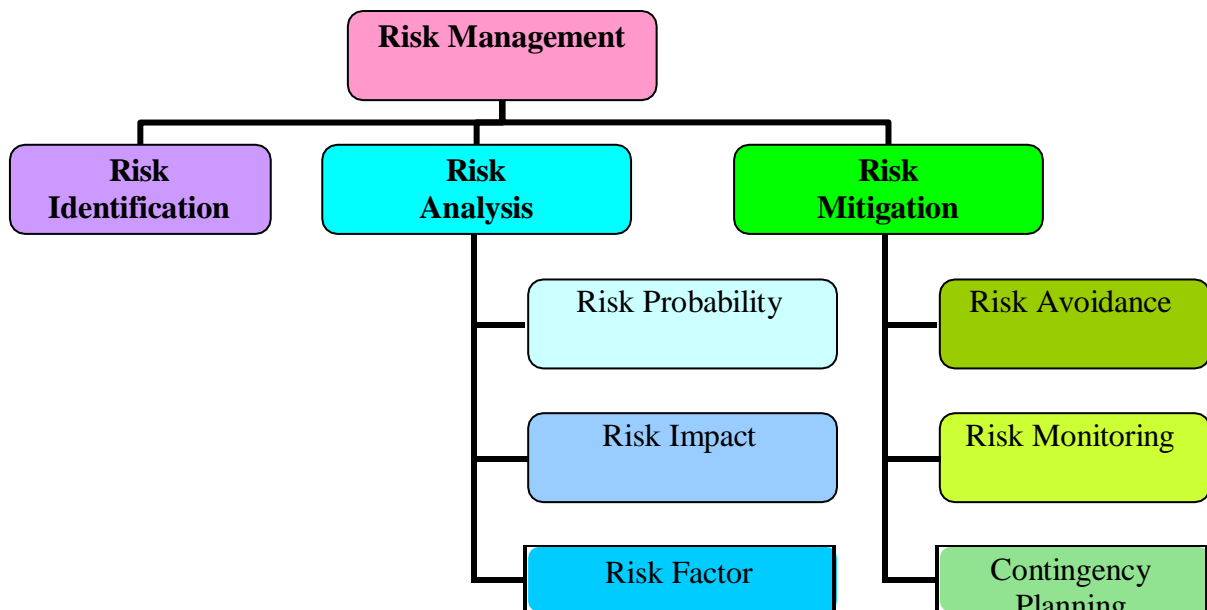 Risk Management
Risk
Identification
Risk
Analysis
Risk
Mitigation
Risk Probability
Risk Avoidance
Risk Impact
Risk Monitoring
Risk Factor
Contingency
Planning